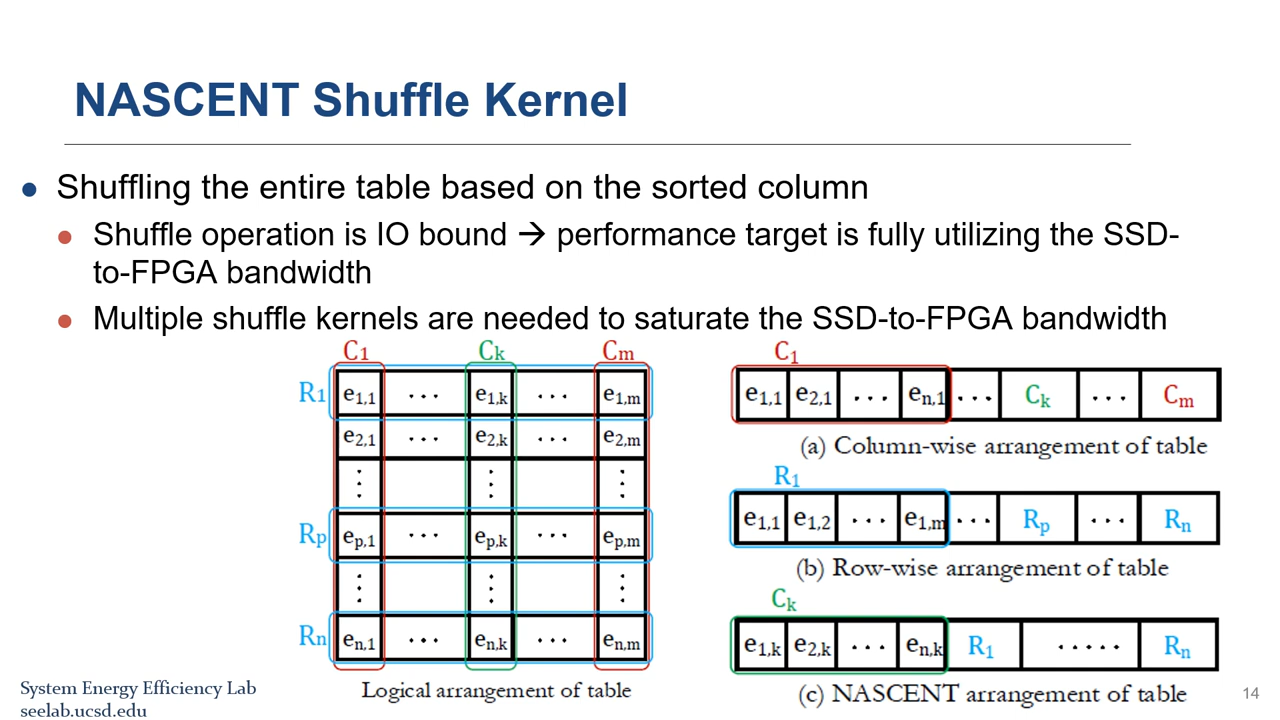 NASCENT Shuffle Kernel
● Shuffling the entire table based on the sorted column
● Shuffle operation is IO bound → performance target is fully utilizing the SSD-
to-FPGA bandwidth
● Multiple shuffle kernels are needed to saturate the SSD-to-FPGA bandwidth
C1 Ck Cm
R1 e1,1 ... e1,k ... e1,m
e2,1 ... e2,k ... e2,m
⋮ ⋮ ⋮
Rp ep,1 ... ep,k ... ep,m
⋮ ⋮ ⋮
Rn en,1 ... en,k ... en,m
Logical arrangement of table
C1
e1,1 e2,1 ... en,1 ... Ck ... Cm
(a) Column-wise arrangement of table
R1
e1,1 e1,2 ... e1,m ... Rp ... Rn
(b) Row-wise arrangement of table
Ck
e1,k e2,k ... en,k R1 ..... Rn
(c) NASCENT arrangement of table
System Energy Efficiency Lab
seelab.ucsd.edu
14